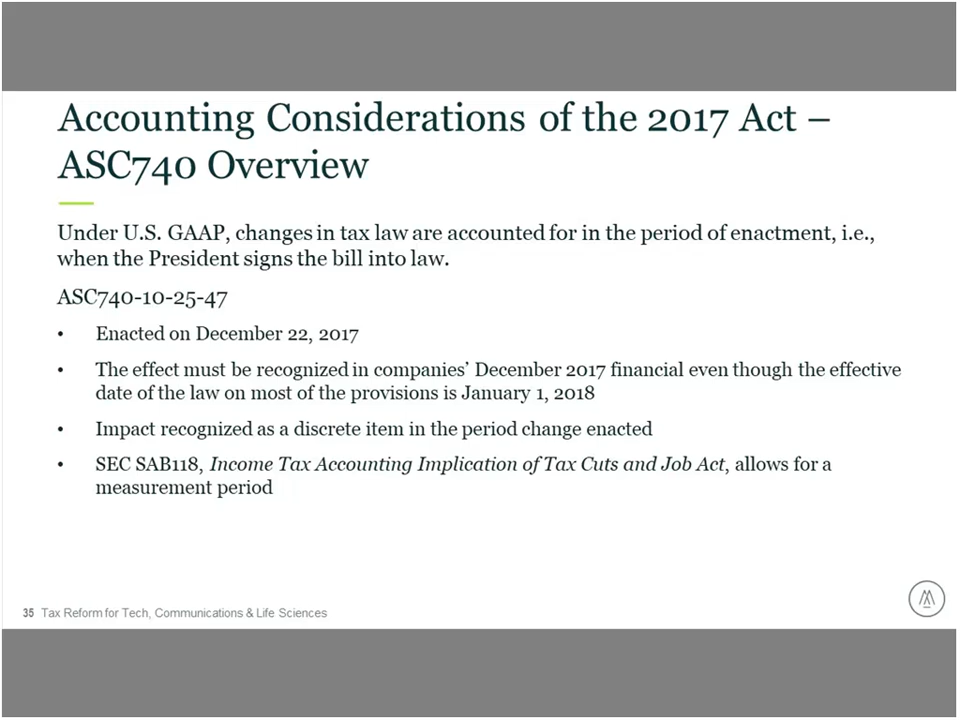 Accounting Considerations of the 2017 Act –
ASC740 Overview
Under U.S. GAAP, changes in tax law are accounted for in the period of enactment, i.e.,
when the President signs the bill into law.
ASC740-10-25-47
• Enacted on December 22, 2017
• The effect must be recognized in companies’ December 2017 financial even though the effective
date of the law on most of the provisions is January 1, 2018
• Impact recognized as a discrete item in the period change enacted
• SEC SAB118, Income Tax Accounting Implication of Tax Cuts and Job Act, allows for a
measurement period
35 Tax Reform for Tech, Communications & Life Sciences